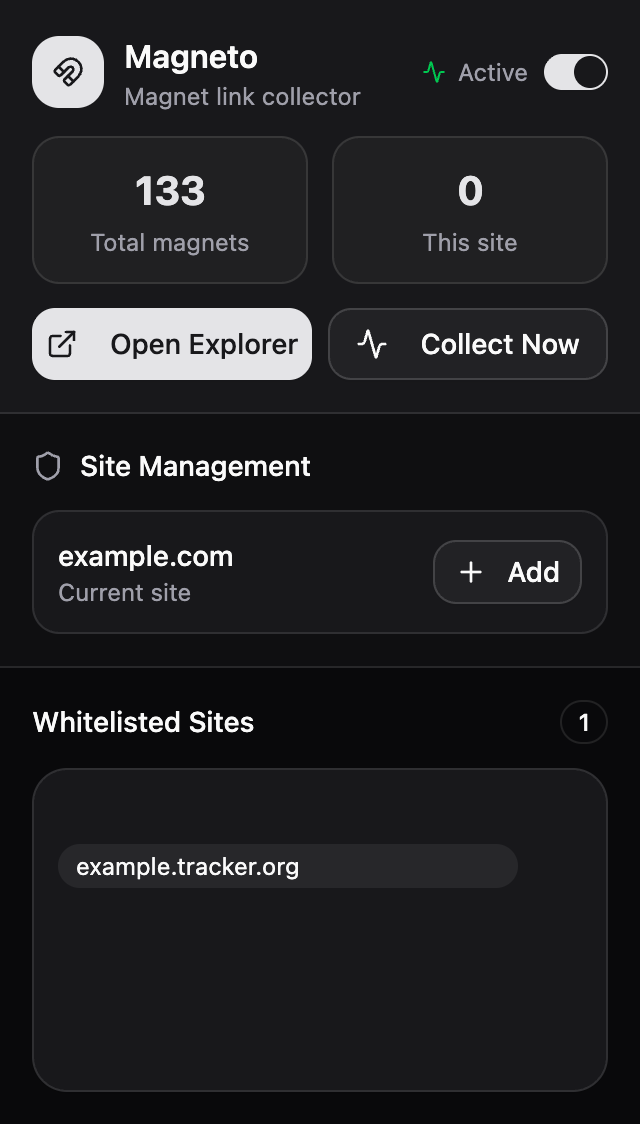 Magneto
Magnet link collector
Active
133
Total magnets
0
This site
Open Explorer
Collect Now
Site Management
example.com
Current site
Add
Whitelisted Sites
1
example.tracker.org